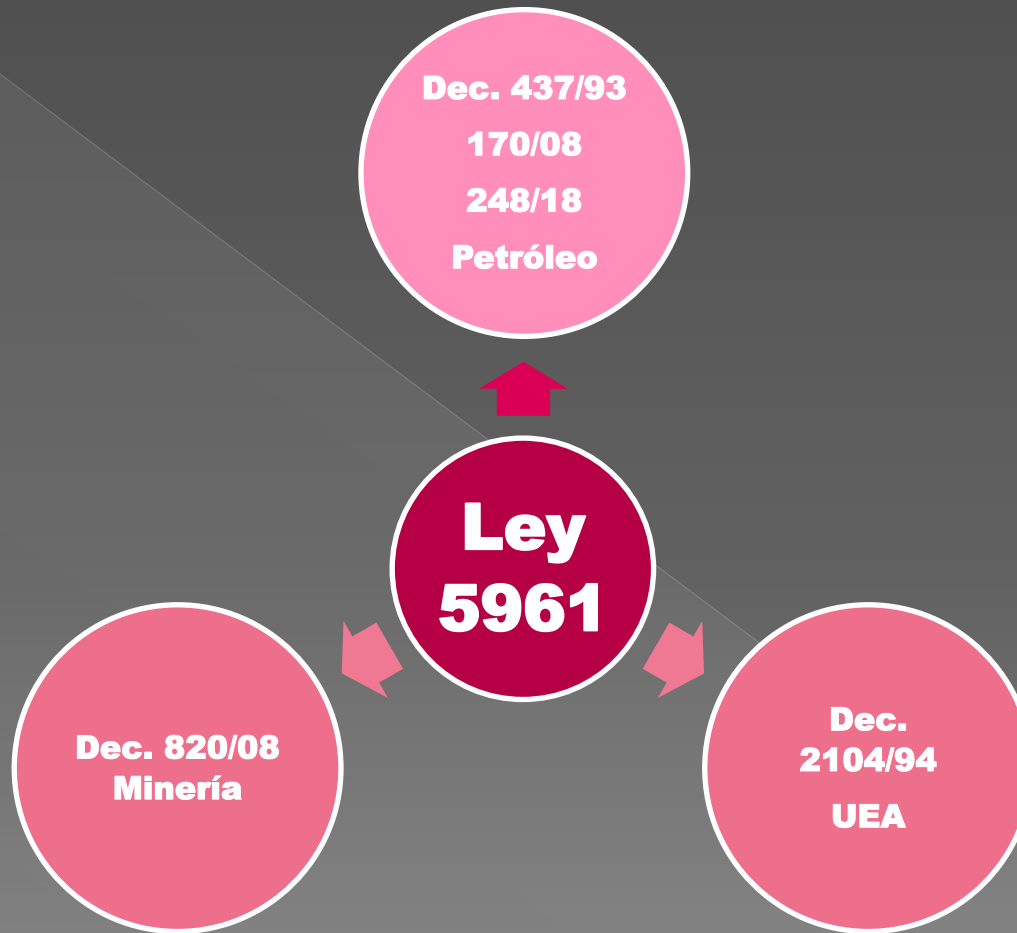 Dec. 437/93
170/08
248/18
Petróleo
Ley
5961
Dec. 820/08
Minería
Dec.
2104/94
UEA